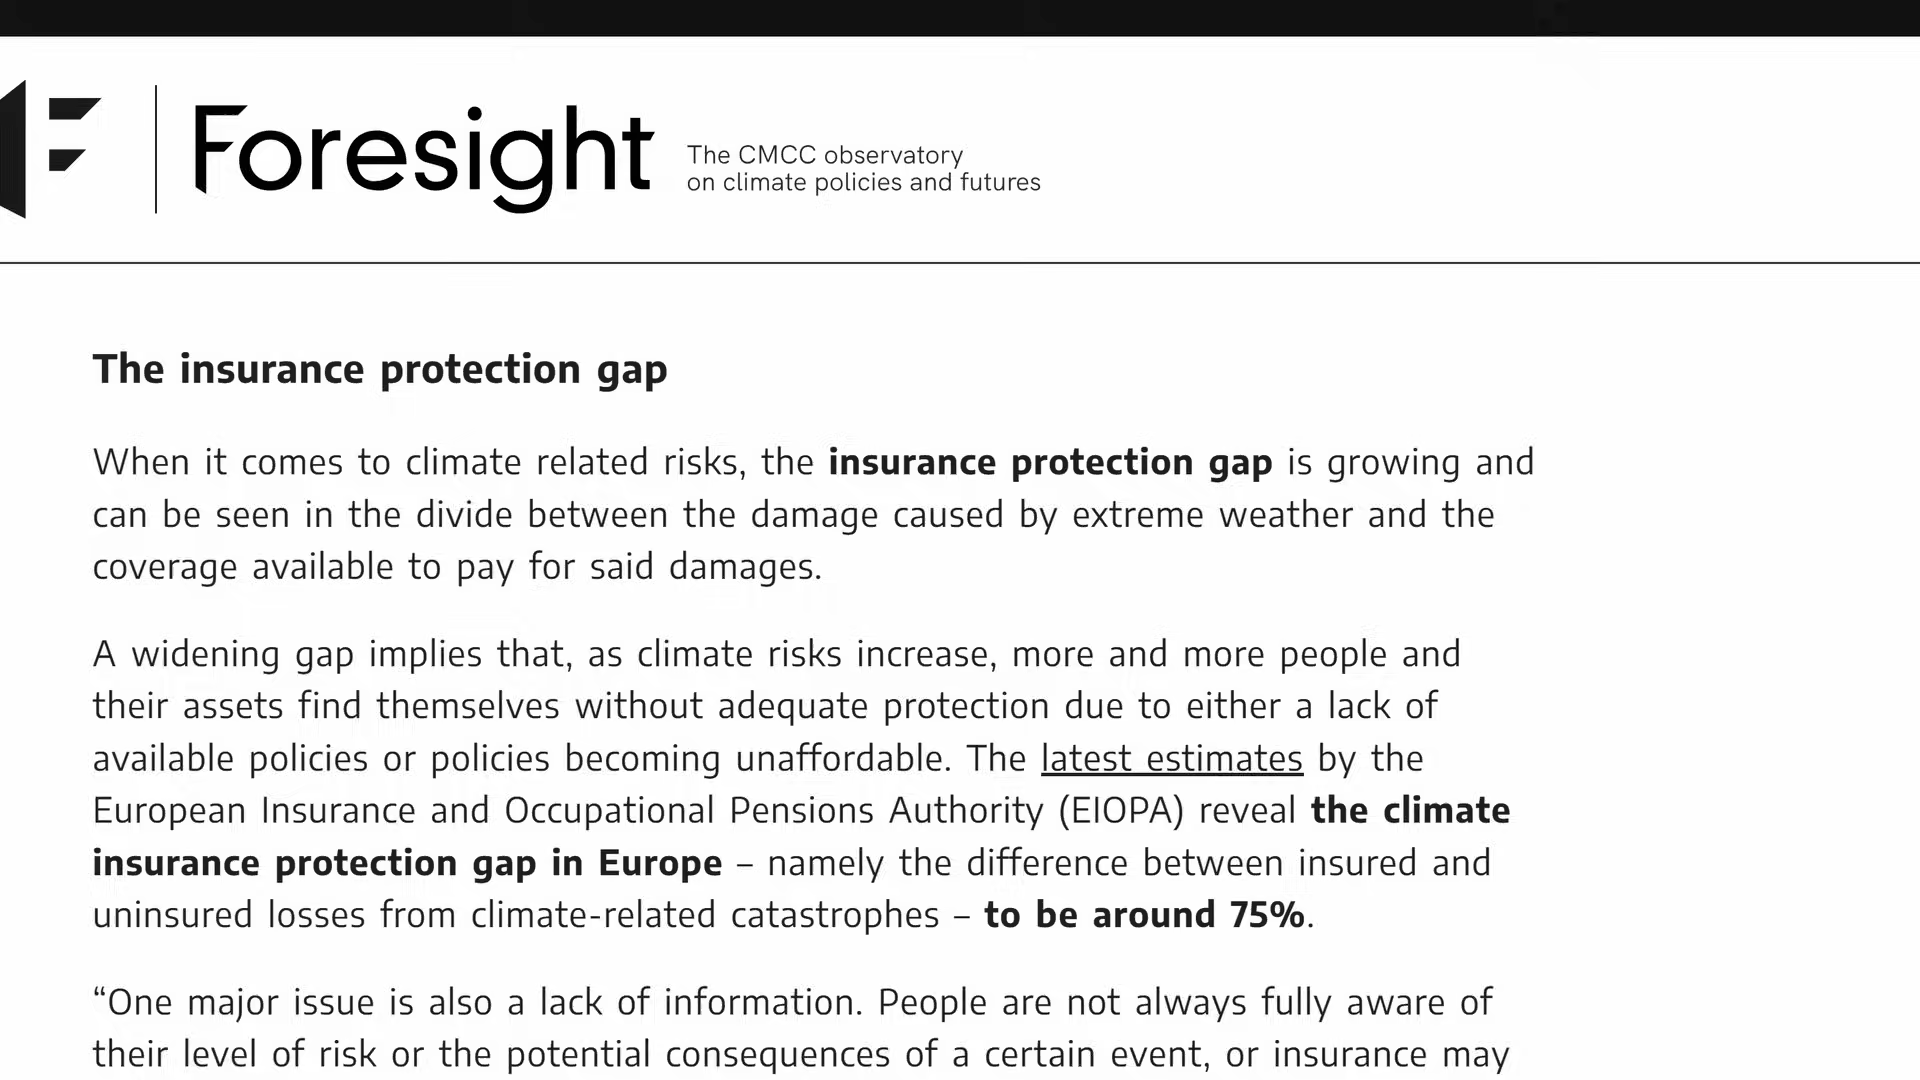 Foresight
The CMCC observatory
on climate policies and futures
The insurance protection gap
When it comes to climate related risks, the insurance protection gap is growing and
can be seen in the divide between the damage caused by extreme weather and the
coverage available to pay for said damages.
A widening gap implies that, as climate risks increase, more and more people and
their assets find themselves without adequate protection due to either a lack of
available policies or policies becoming unaffordable. The latest estimates by the
European Insurance and Occupational Pensions Authority (EIOPA) reveal the climate
insurance protection gap in Europe – namely the difference between insured and
uninsured losses from climate-related catastrophes – to be around 75%.
“One major issue is also a lack of information. People are not always fully aware of
their level of risk or the potential consequences of a certain event, or insurance may